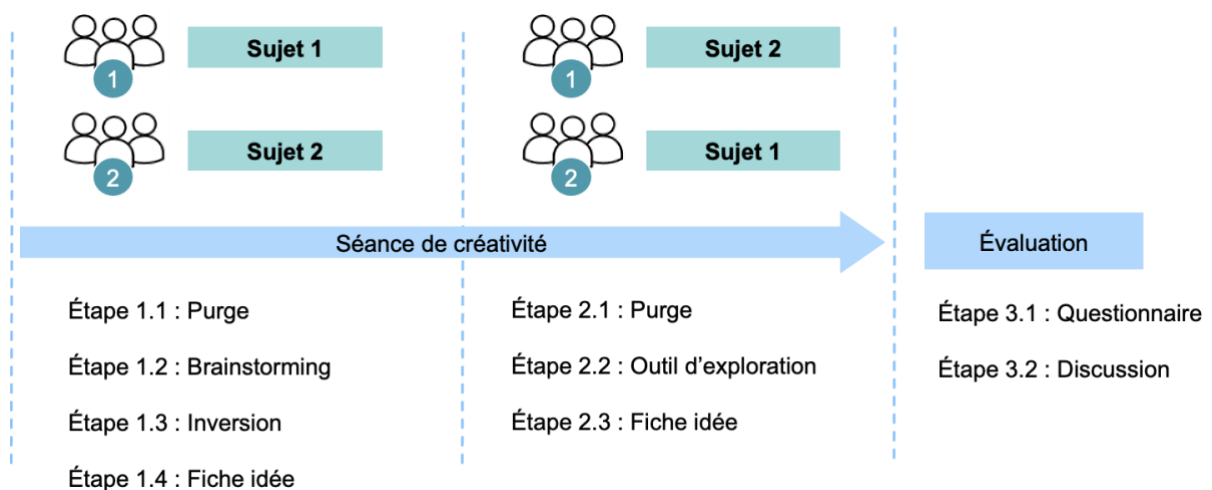 Sujet 1
1
Sujet 2
2
Sujet 2
1
Sujet 1
2
Séance de créativité
Évaluation
Étape 1.1 : Purge
Étape 1.2 : Brainstorming
Étape 1.3 : Inversion
Étape 1.4 : Fiche idée
Étape 2.1 : Purge
Étape 2.2 : Outil d'exploration
Étape 2.3 : Fiche idée
Étape 3.1 : Questionnaire
Étape 3.2 : Discussion